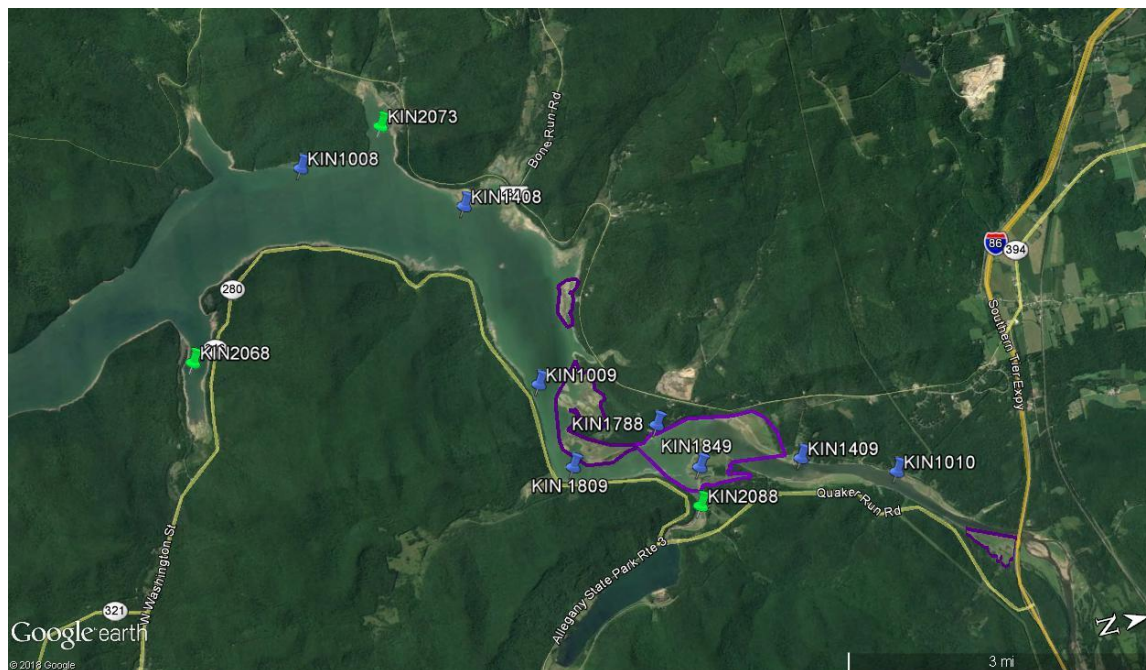 KIN2073
Bone Run Rd
KIN1008
KIN1408
86
394
280
Southern Tier Expy
KIN2068
KIN1009
KIN1788
KIN1849
KIN1409
KIN1010
KIN 1809
KIN2088
Quaker Run Rd
N Washington St
Allegany State Park Rte 3
321
Google earth
N
© 2018 Google
3 mi